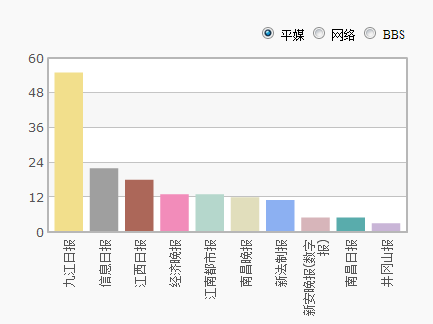 平媒 网络 BBS
60
48
36
24
12
0
九江日报
信息日报
江西日报
经济晚报
江南都市报
南昌晚报
新法制报
新安晚报(数字
报)
南昌日报
井冈山报